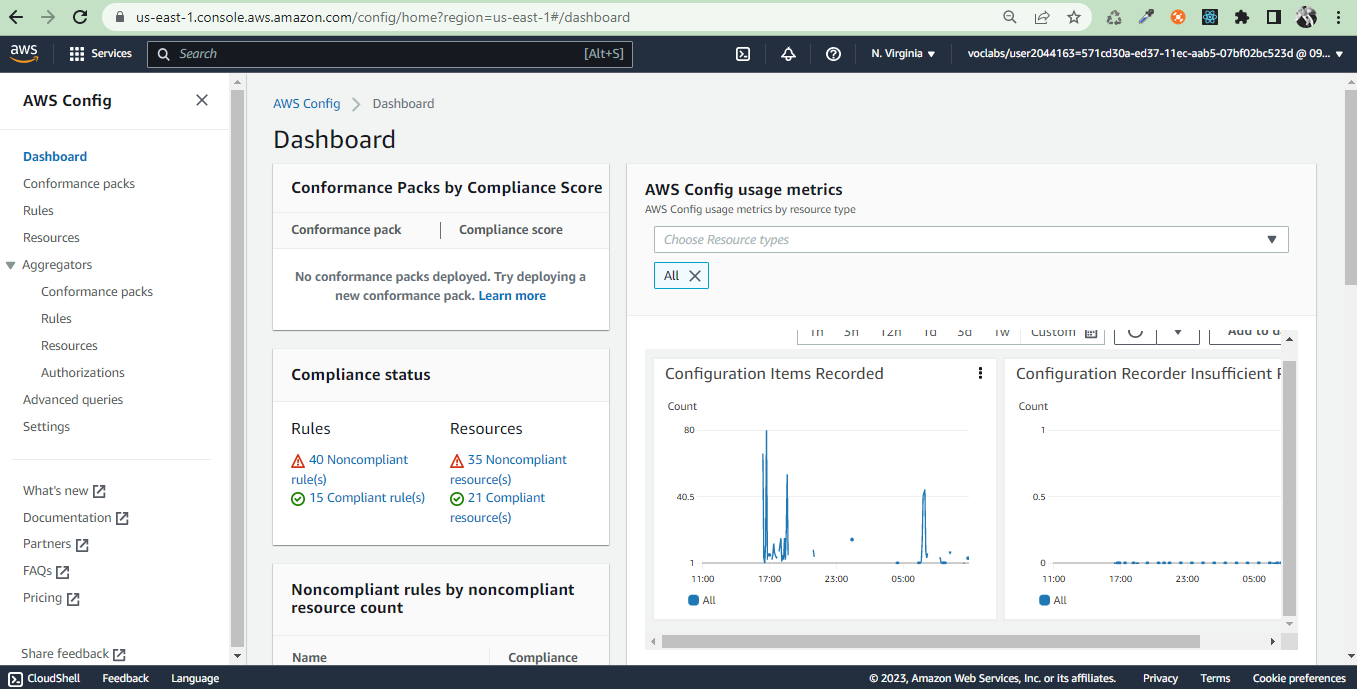 us-east-1.console.aws.amazon.com/config/home?region=us-east-1#/dashboard
aws
Services
Search
[Alt+S]
N. Virginia
voclabs/user2044163=571cd30a-ed37-11ec-aab5-07bf02bc523d @ 09...
AWS Config
Dashboard
Conformance packs
Rules
Resources
Aggregators
Conformance packs
Rules
Resources
Authorizations
Advanced queries
Settings
What's new
Documentation
Partners
FAQs
Pricing
Share feedback
AWS Config
Dashboard
Dashboard
Conformance Packs by Compliance Score
Conformance pack
Compliance score
No conformance packs deployed. Try deploying a
new conformance pack. Learn more
Compliance status
Rules
40 Noncompliant
rule(s)
15 Compliant rule(s)
Resources
35 Noncompliant
resource(s)
21 Compliant
resource(s)
Noncompliant rules by noncompliant
resource count
Name
Compliance
AWS Config usage metrics
AWS Config usage metrics by resource type
Choose Resource types
All
1h 3h 12h 1d 3d 1w Custom
Add to da
Configuration Items Recorded
Count
80
40.5
1
11:00 17:00 23:00 05:00
All
Configuration Recorder Insufficient
Count
1
0.5
0
11:00 17:00 23:00 05:00
All
CloudShell
Feedback
Language
© 2023, Amazon Web Services, Inc. or its affiliates.
Privacy
Terms
Cookie preferences